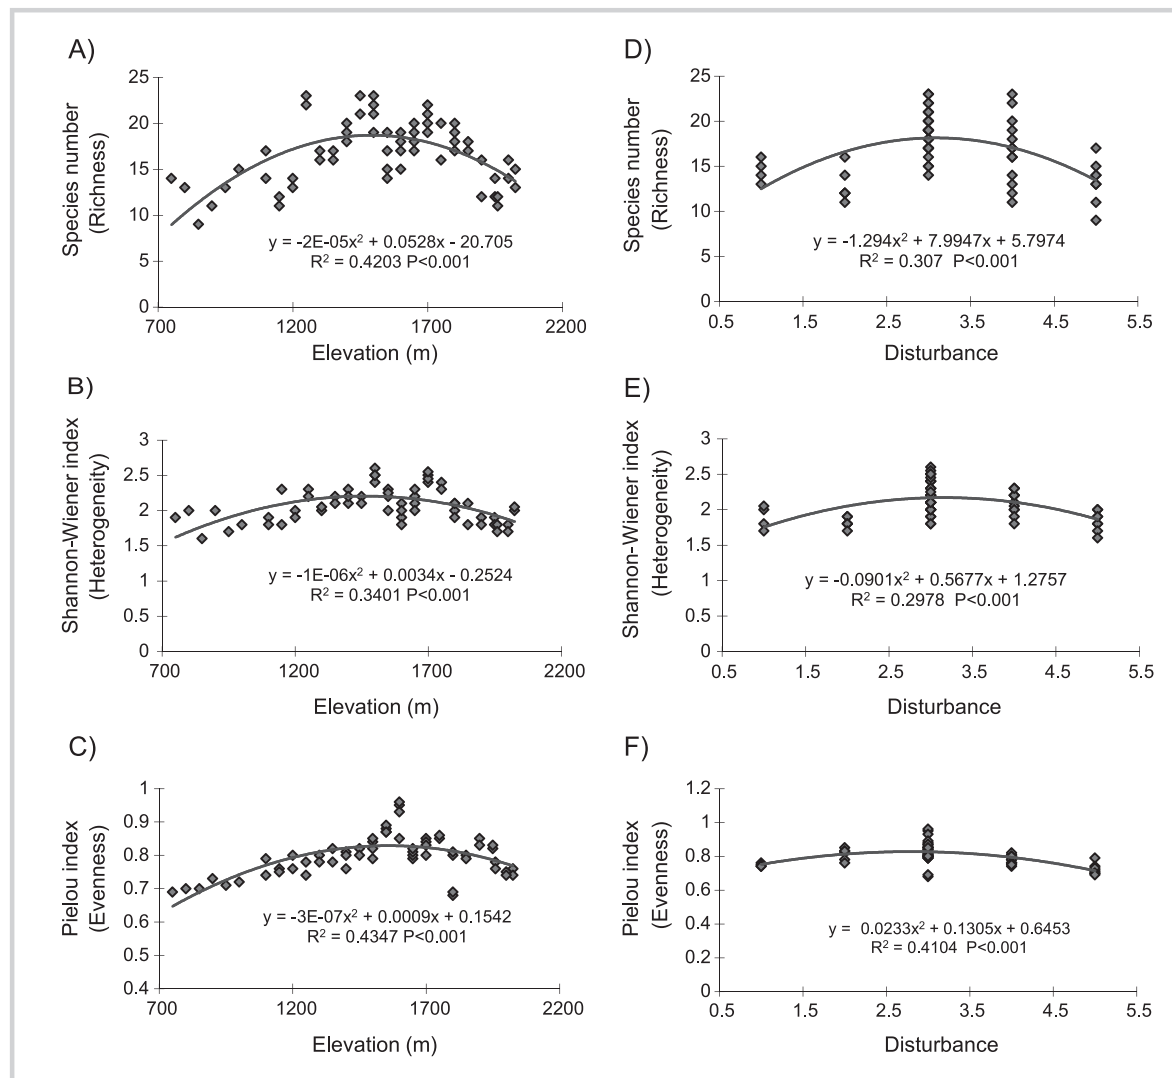 A)
Species number
(Richness)
25
20
15
10
5
0
y = -2E-05x² + 0.0528x - 20.705
R² = 0.4203 P<0.001
700 1200 1700 2200
Elevation (m)
D)
Species number
(Richness)
25
20
15
10
5
0
y = -1.294x² + 7.9947x + 5.7974
R² = 0.307 P<0.001
0.5 1.5 2.5 3.5 4.5 5.5
Disturbance
B)
Shannon-Wiener index
(Heterogeneity)
3
2.5
2
1.5
1
0.5
0
y = -1E-06x² + 0.0034x - 0.2524
R² = 0.3401 P<0.001
700 1200 1700 2200
Elevation (m)
E)
Shannon-Wiener index
(Heterogeneity)
3
2.5
2
1.5
1
0.5
0
y = -0.0901x² + 0.5677x + 1.2757
R² = 0.2978 P<0.001
0.5 1.5 2.5 3.5 4.5 5.5
Disturbance
C)
Pielou index
(Evenness)
1
0.9
0.8
0.7
0.6
0.5
0.4
y = -3E-07x² + 0.0009x + 0.1542
R² = 0.4347 P<0.001
700 1200 1700 2200
Elevation (m)
F)
Pielou index
(Evenness)
1.2
1
0.8
0.6
0.4
0.2
0
y = 0.0233x² + 0.1305x + 0.6453
R² = 0.4104 P<0.001
0.5 1.5 2.5 3.5 4.5 5.5
Disturbance